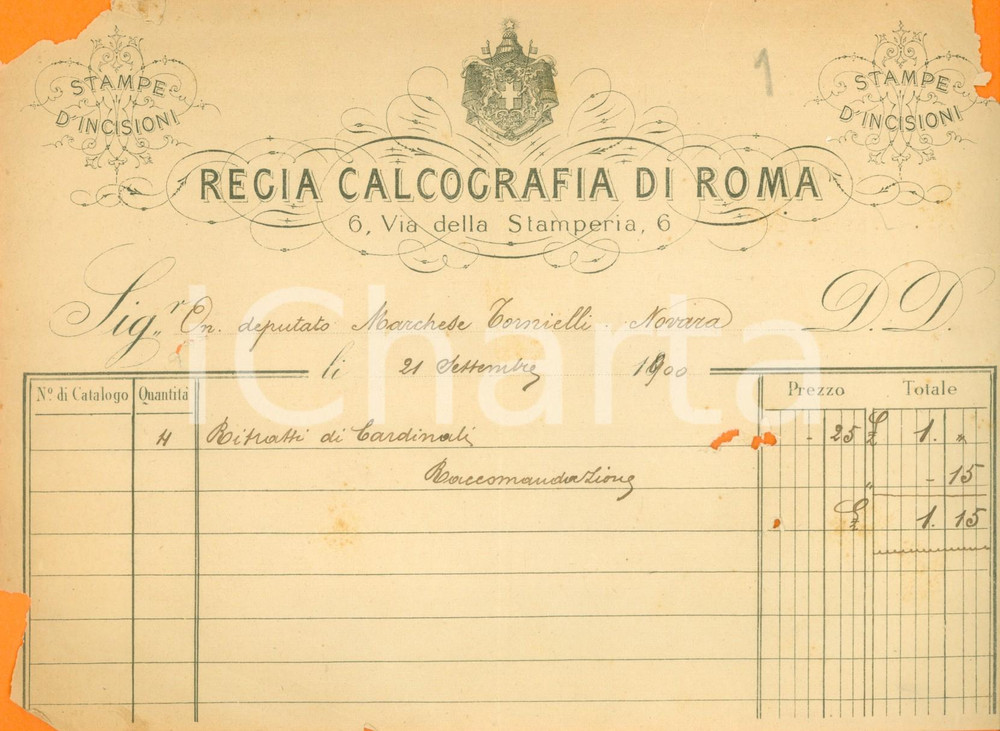 STAMPE D'INCISIONI
1
STAMPE D'INCISIONI
REGIA CALCOGRAFIA DI ROMA
6, Via della Stamperia, 6
Sig.r On. deputato Marchese Tornielli - Novara D. D.
li 21 Settembre 1900
N.o di Catalogo Quantità Prezzo Totale
4 Ritratti di Cardinali - 25 £ 1. "
Raccomandazione " - 15
£ 1. 15
iCharta